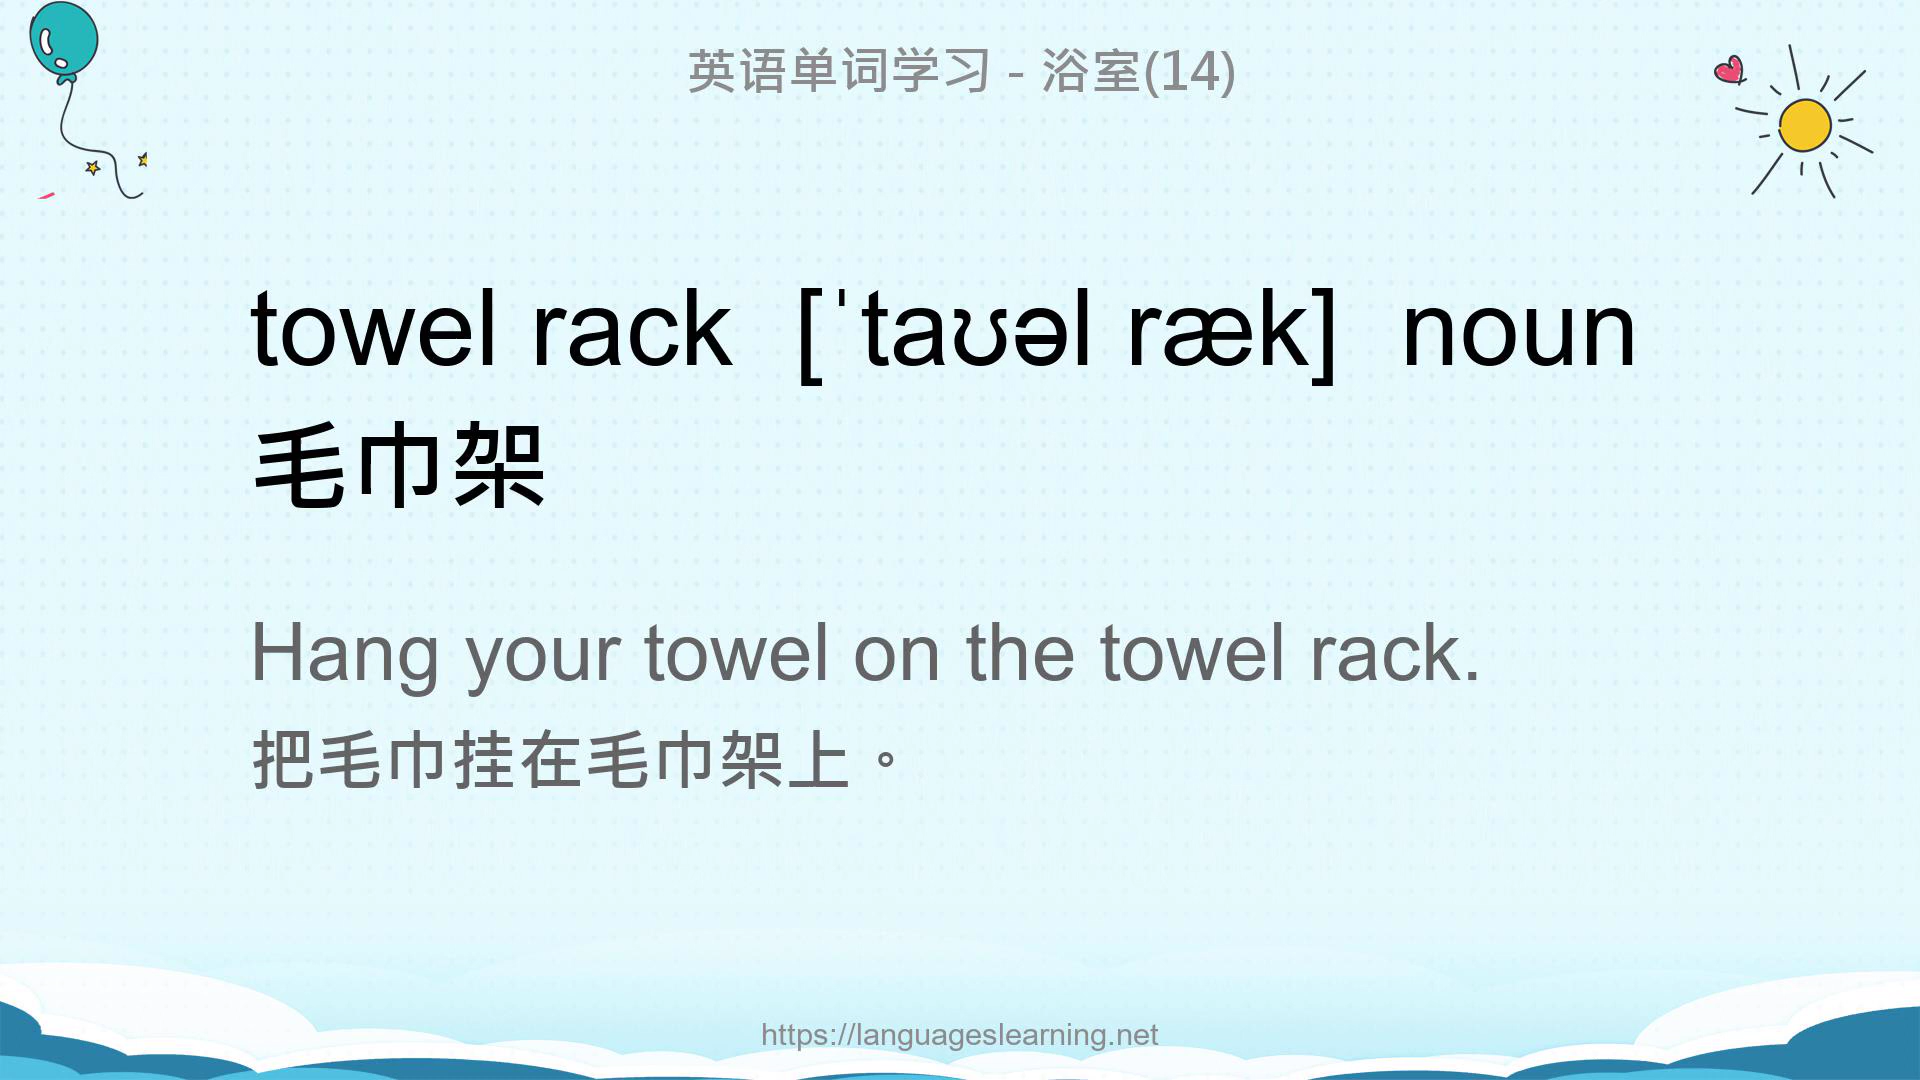 英语单词学习 - 浴室(14)
towel rack  [ˈtaʊəl ræk]  noun
毛巾架
Hang your towel on the towel rack.
把毛巾挂在毛巾架上。
https://languageslearning.net